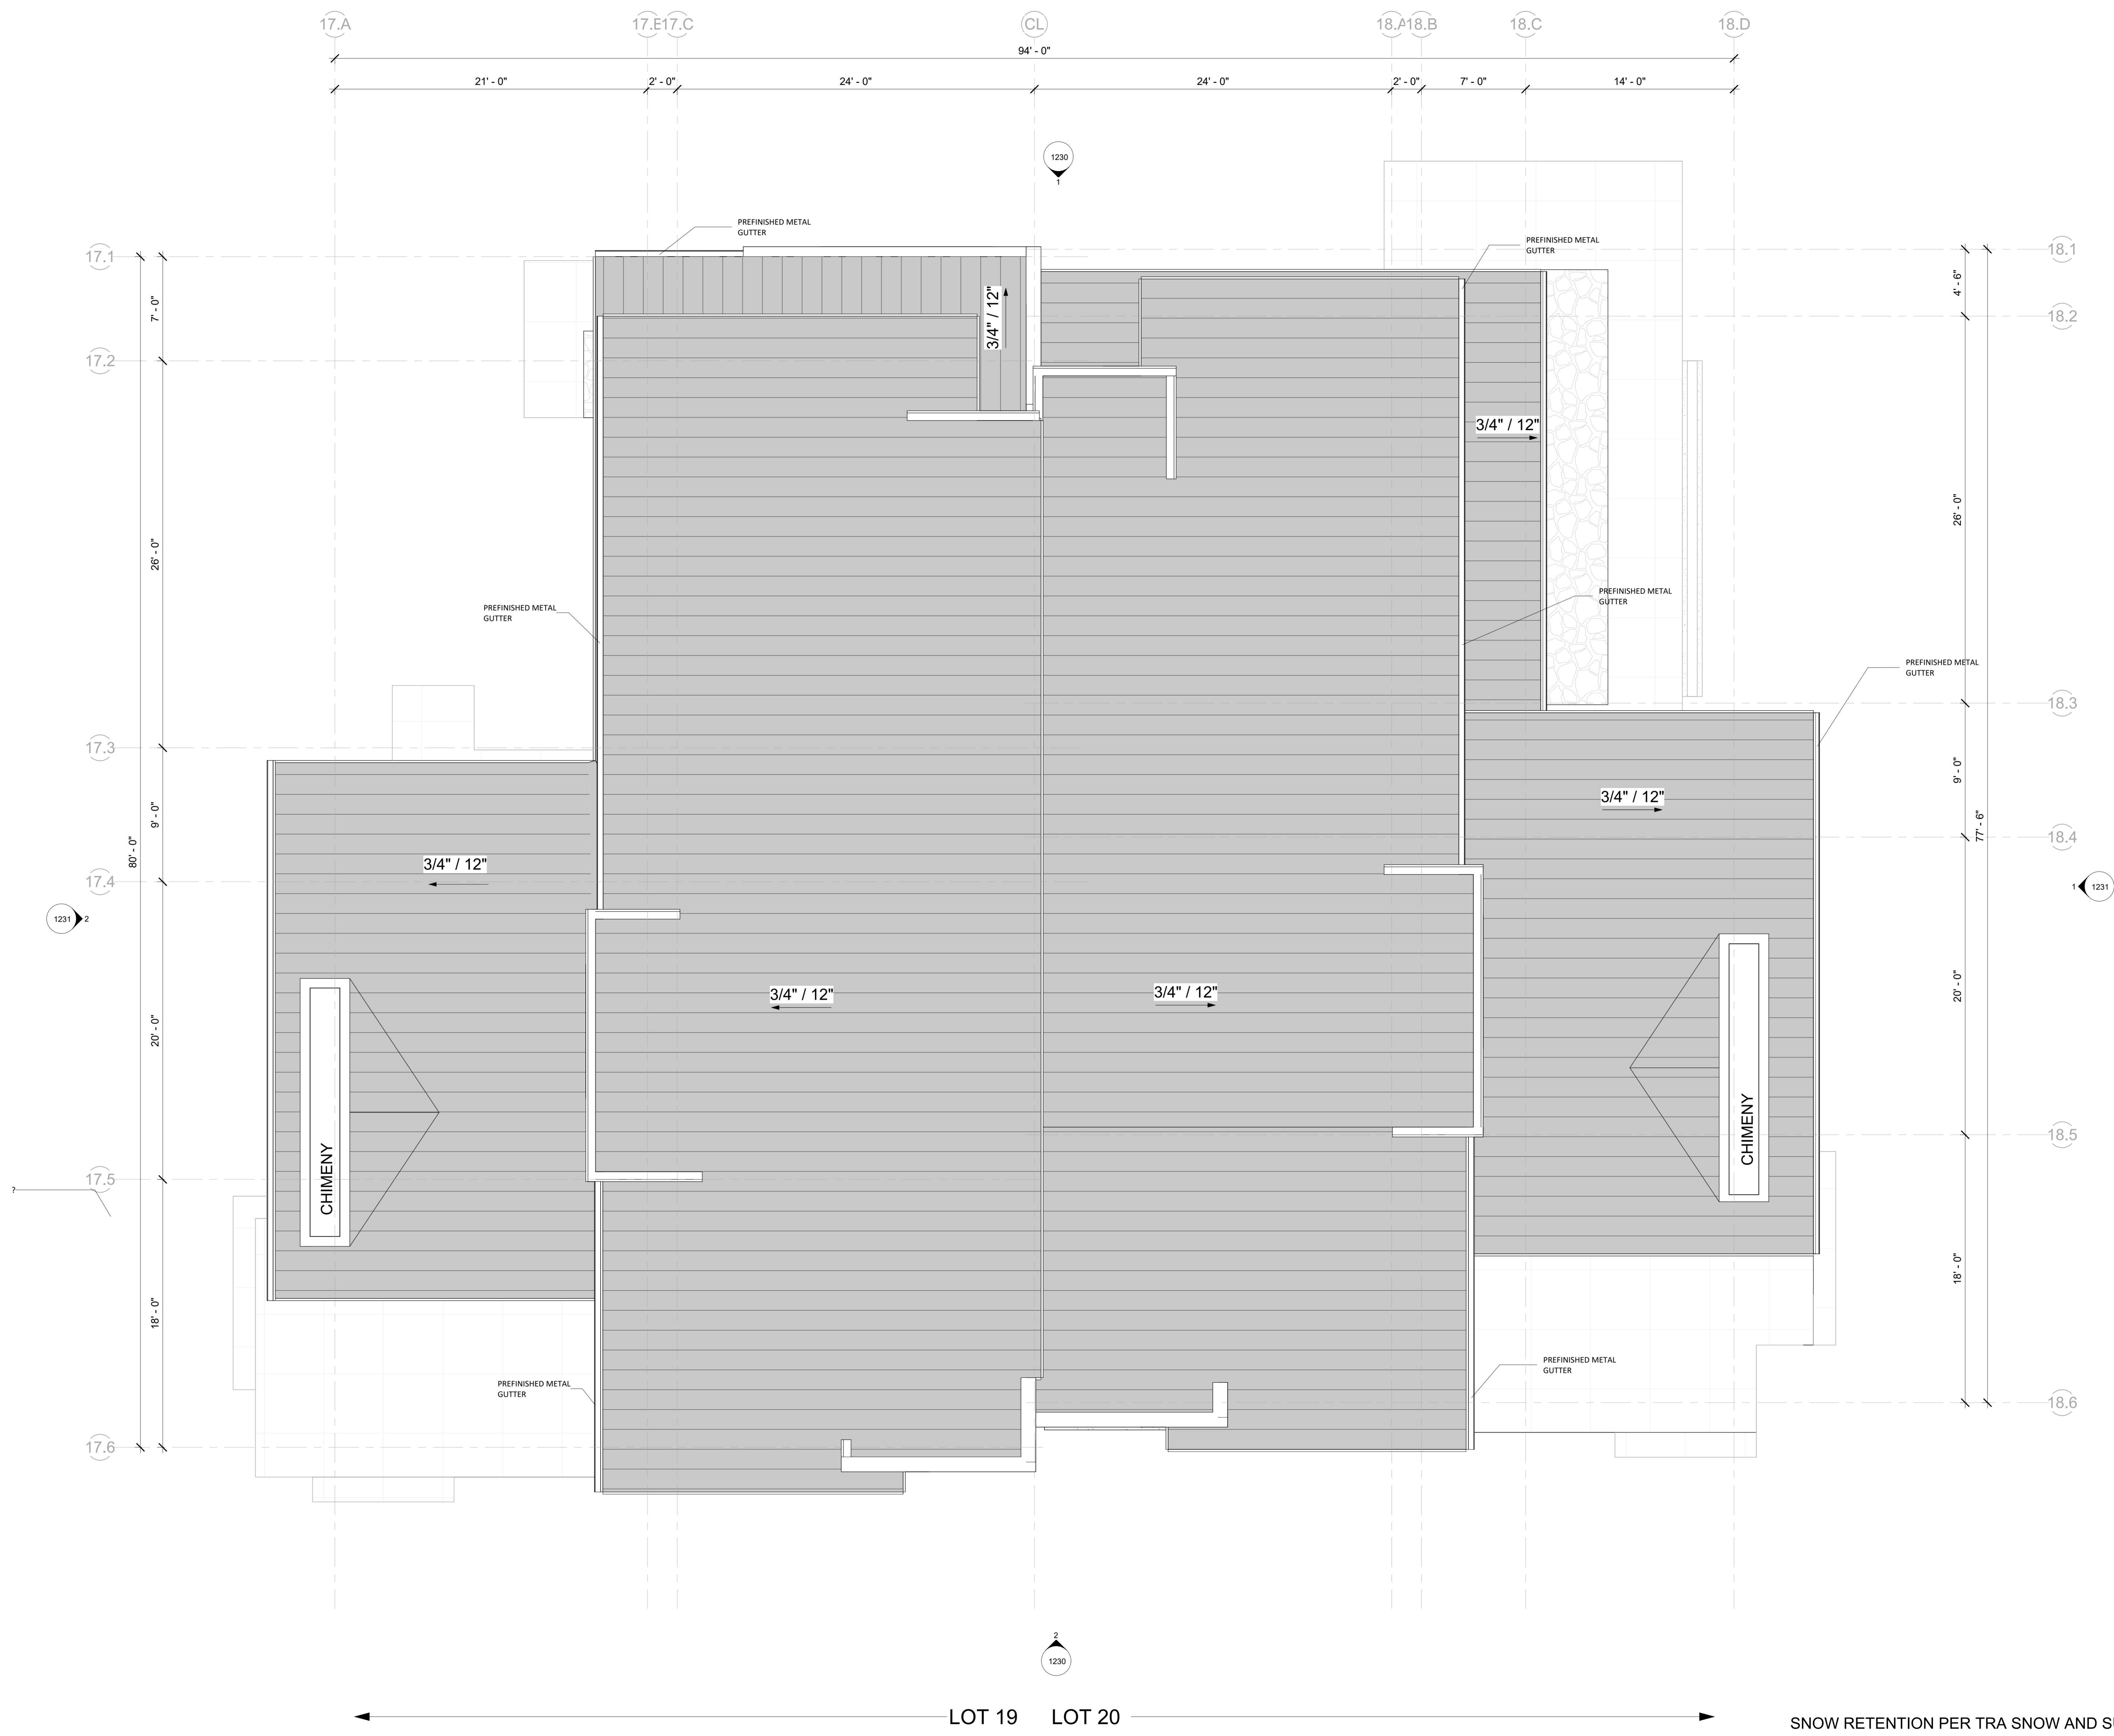 17.A
17.B
17.C
CL
18.A
18.B
18.C
18.D
94' - 0"
21' - 0"
2' - 0"
24' - 0"
24' - 0"
2' - 0"
7' - 0"
14' - 0"
1230
1
PREFINISHED METAL
GUTTER
PREFINISHED METAL
GUTTER
17.1
18.1
7' - 0"
3/4" / 12"
4' - 6"
18.2
17.2
3/4" / 12"
26' - 0"
26' - 0"
PREFINISHED METAL
GUTTER
PREFINISHED METAL
GUTTER
PREFINISHED METAL
GUTTER
18.3
17.3
9' - 0"
9' - 0"
3/4" / 12"
77' - 6"
18.4
80' - 0"
3/4" / 12"
17.4
1231
2
1
1231
3/4" / 12"
3/4" / 12"
20' - 0"
20' - 0"
CHIMENY
CHIMENY
18.5
17.5
?
18' - 0"
18' - 0"
PREFINISHED METAL
GUTTER
PREFINISHED METAL
GUTTER
18.6
17.6
2
1230
LOT 19
LOT 20
SNOW RETENTION PER TRA SNOW AND